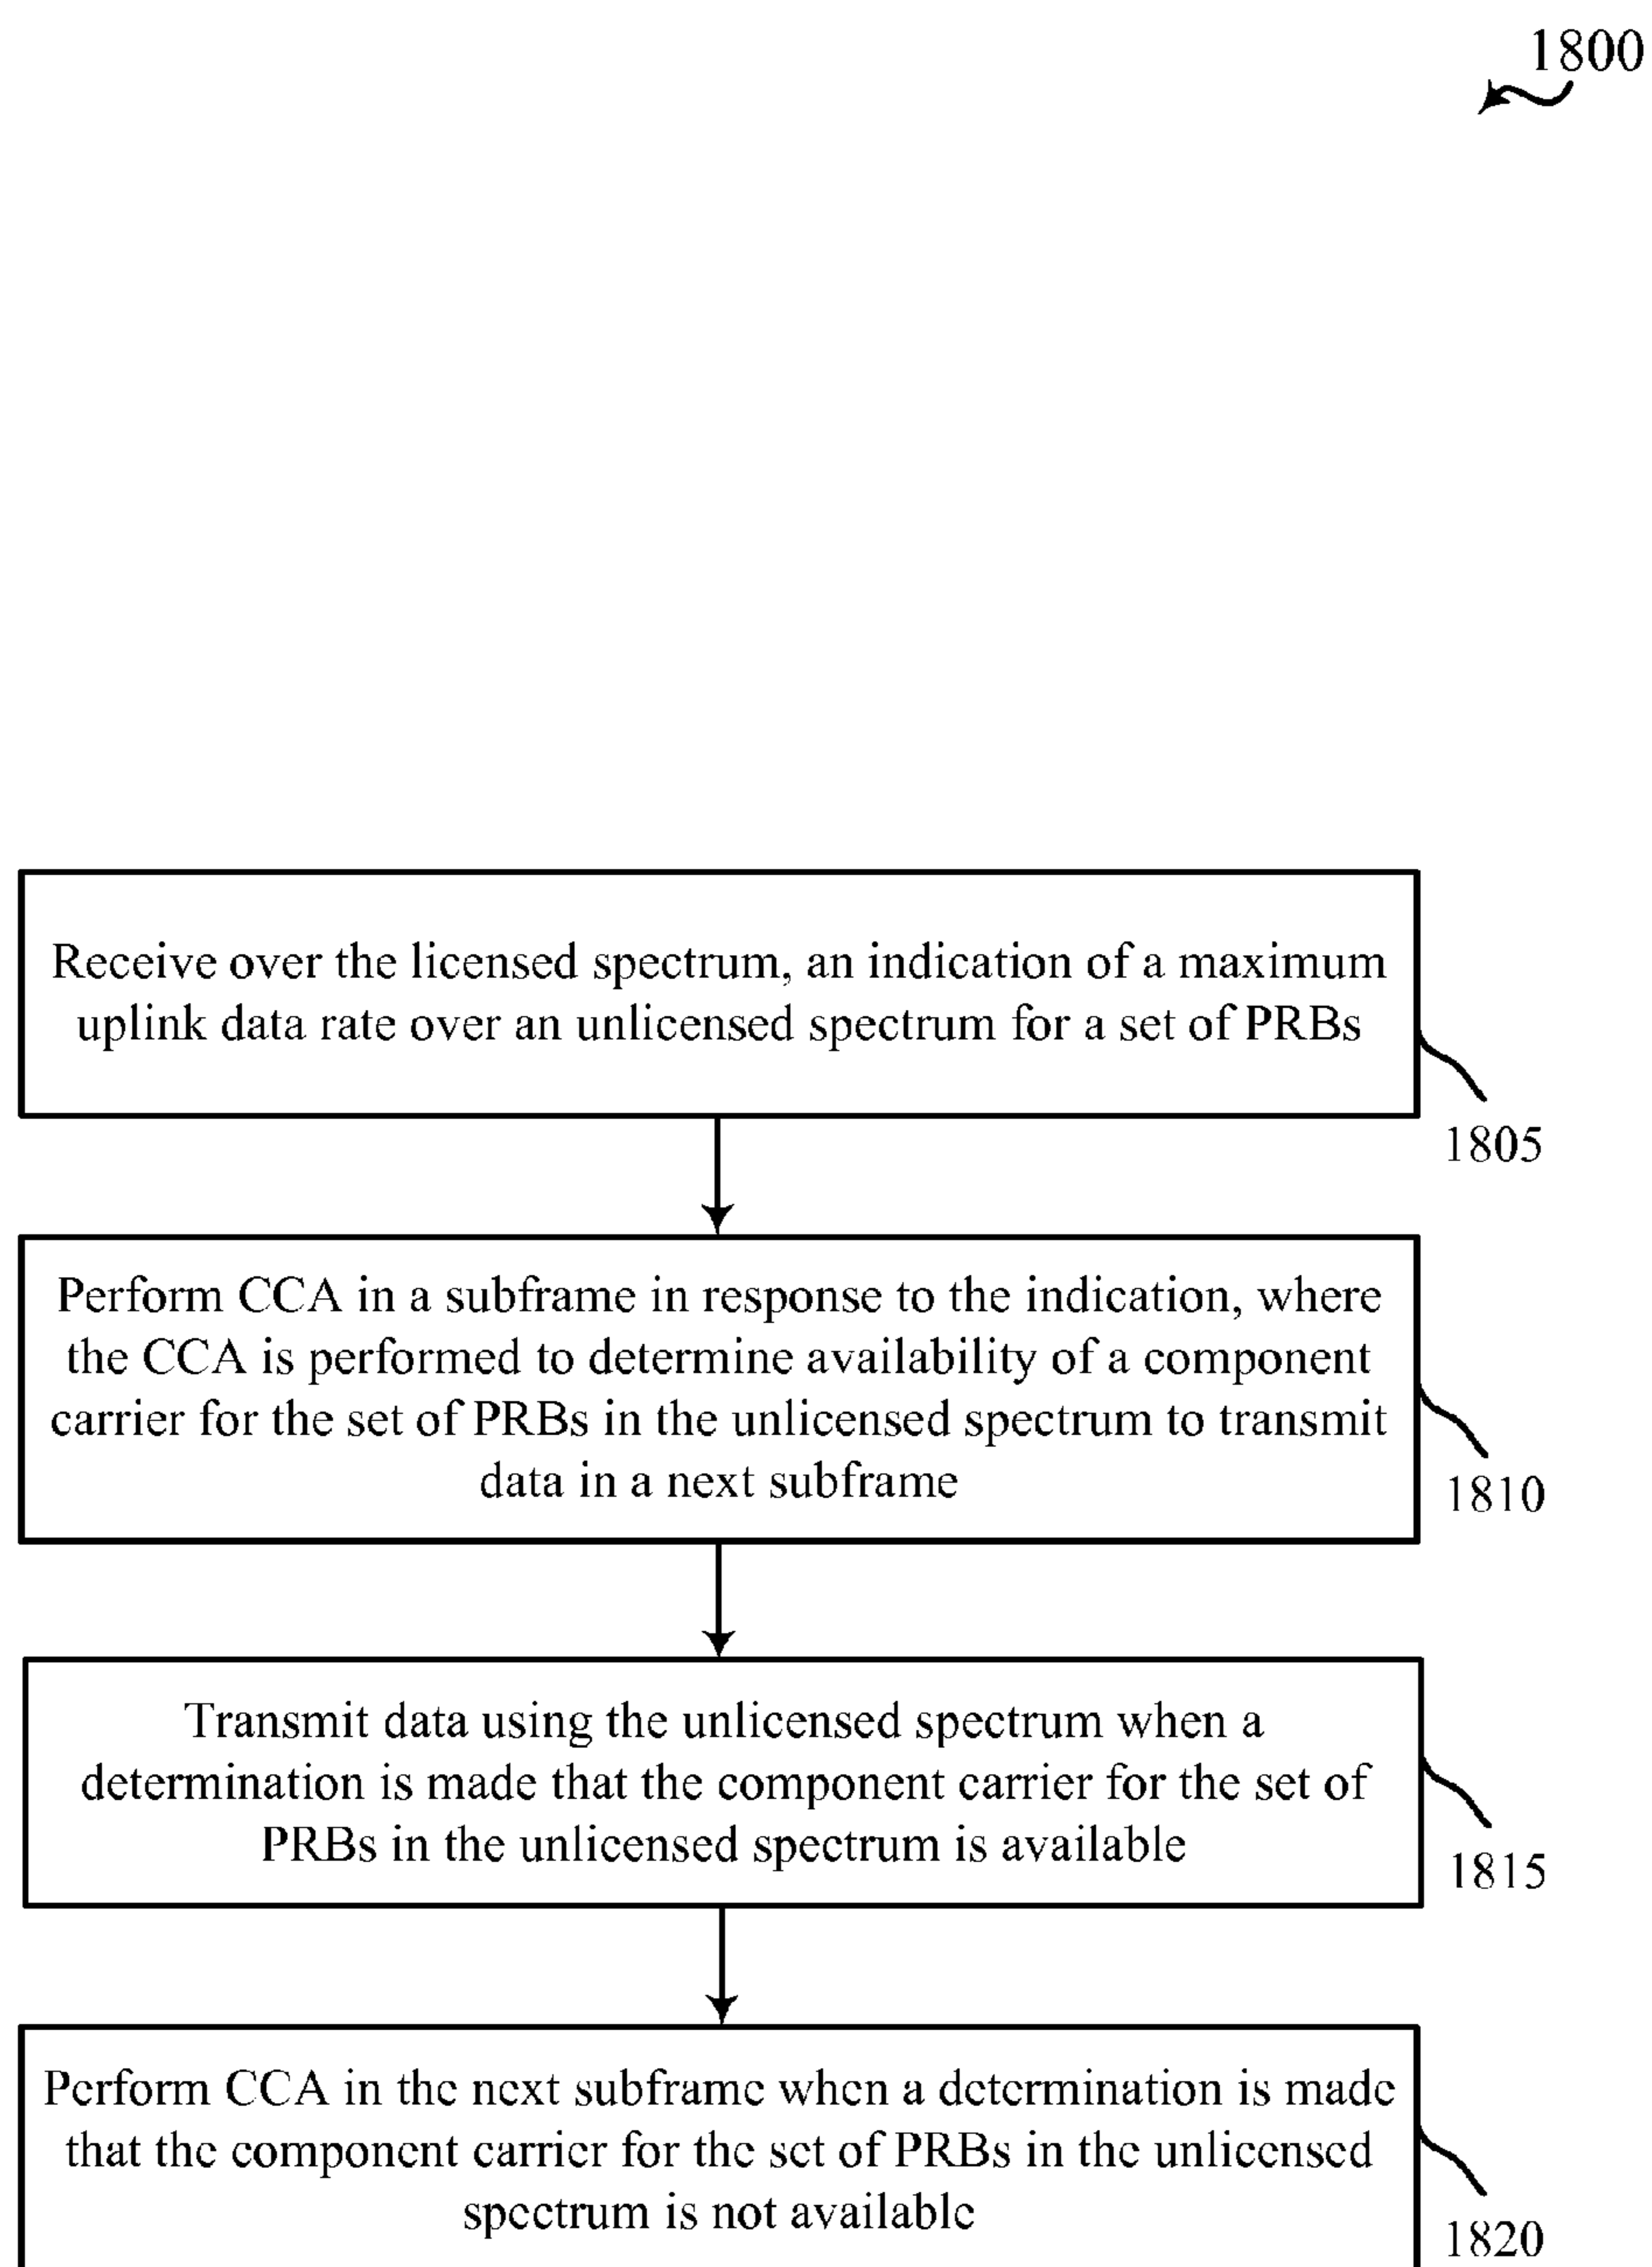 1800
Receive over the licensed spectrum, an indication of a maximum
uplink data rate over an unlicensed spectrum for a set of PRBs
1805
Perform CCA in a subframe in response to the indication, where
the CCA is performed to determine availability of a component
carrier for the set of PRBs in the unlicensed spectrum to transmit
data in a next subframe
1810
Transmit data using the unlicensed spectrum when a
determination is made that the component carrier for the set of
PRBs in the unlicensed spectrum is available
1815
Perform CCA in the next subframe when a determination is made
that the component carrier for the set of PRBs in the unlicensed
spectrum is not available
1820